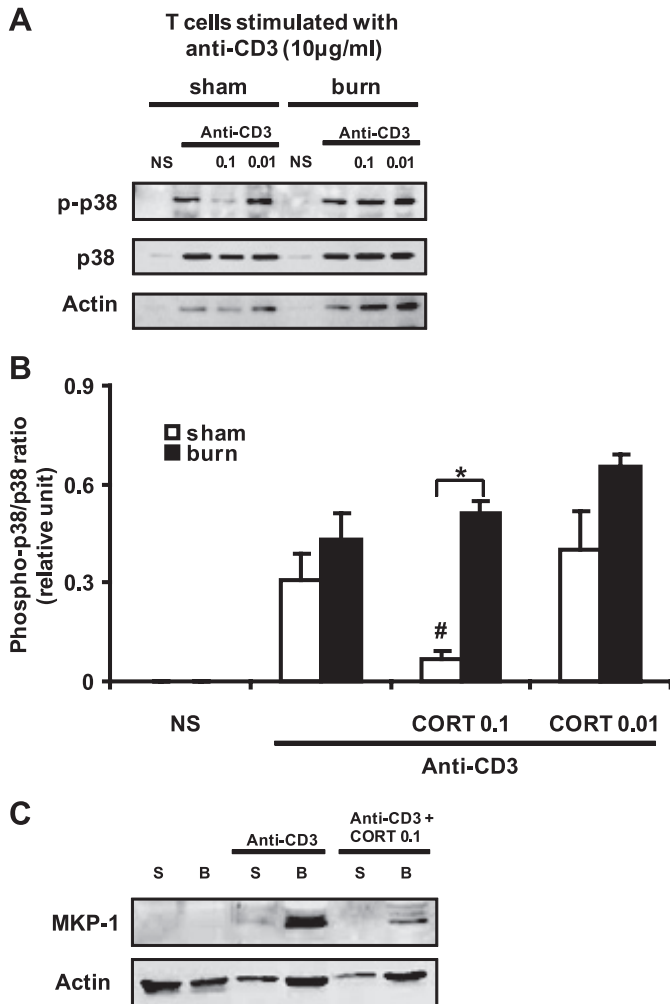 A
T cells stimulated with
anti-CD3 (10µg/ml)
sham burn
Anti-CD3 Anti-CD3
NS 0.1 0.01 NS 0.1 0.01
p-p38
p38
Actin
B
0.9
0.6
0.3
0
Phospho-p38/p38 ratio
(relative unit)
sham
burn
*
#
NS CORT 0.1 CORT 0.01
Anti-CD3
C
Anti-CD3 Anti-CD3 +
CORT 0.1
S B S B S B
MKP-1
Actin